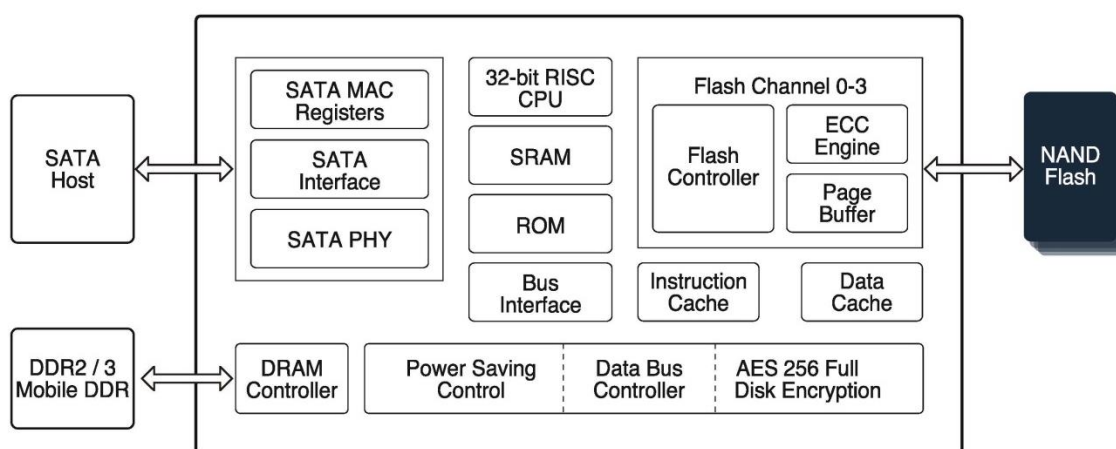 SATA
Host
SATA MAC
Registers
SATA
Interface
SATA PHY
32-bit RISC
CPU
SRAM
ROM
Bus
Interface
Flash Channel 0-3
Flash
Controller
ECC
Engine
Page
Buffer
Instruction
Cache
Data
Cache
NAND
Flash
DDR2 / 3
Mobile DDR
DRAM
Controller
Power Saving
Control
Data Bus
Controller
AES 256 Full
Disk Encryption